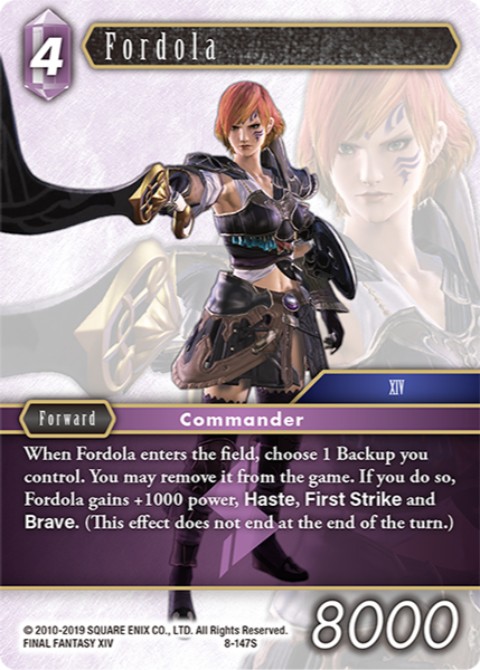 4
Fordola
XIV
Forward
Commander
When Fordola enters the field, choose 1 Backup you
control. You may remove it from the game. If you do so,
Fordola gains +1000 power, Haste, First Strike and
Brave. (This effect does not end at the end of the turn.)
© 2010-2019 SQUARE ENIX CO., LTD. All Rights Reserved.
FINAL FANTASY XIV
8-147S
8000